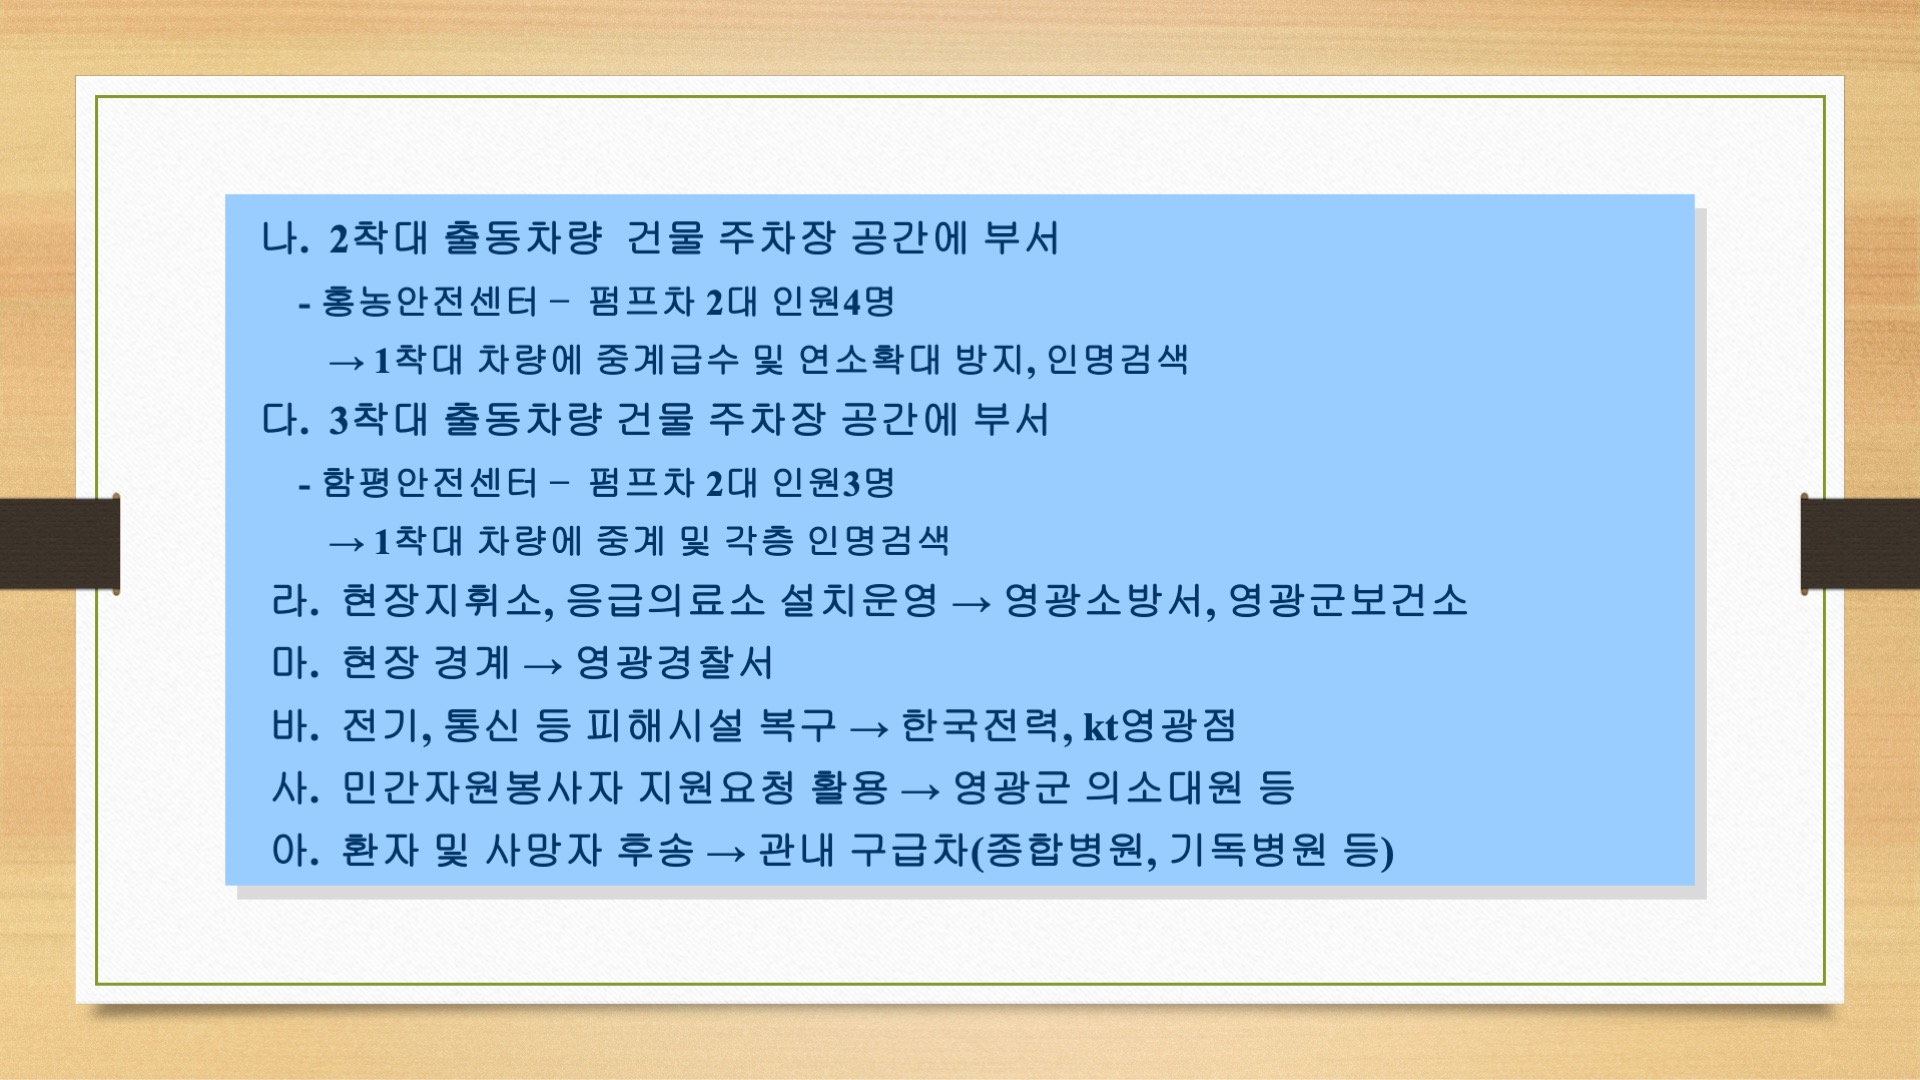 나. 2착대 출동차량 건물 주차장 공간에 부서
- 홍농안전센터 – 펌프차 2대 인원4명
→ 1착대 차량에 중계급수 및 연소확대 방지, 인명검색
다. 3착대 출동차량 건물 주차장 공간에 부서
- 함평안전센터 – 펌프차 2대 인원3명
→ 1착대 차량에 중계 및 각층 인명검색
라. 현장지휘소, 응급의료소 설치운영 → 영광소방서, 영광군보건소
마. 현장 경계 → 영광경찰서
바. 전기, 통신 등 피해시설 복구 → 한국전력, kt영광점
사. 민간자원봉사자 지원요청 활용 → 영광군 의소대원 등
아. 환자 및 사망자 후송 → 관내 구급차(종합병원, 기독병원 등)